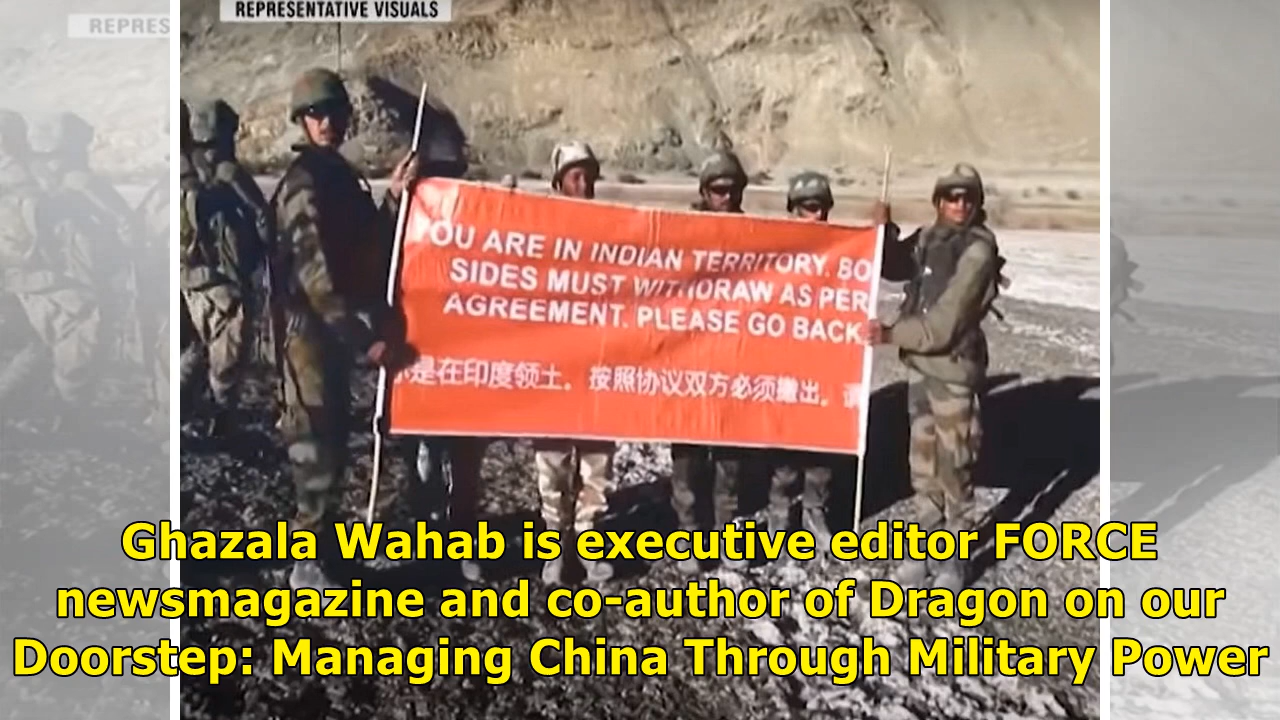 REPRESENTATIVE VISUALS
REPRES
OU ARE IN INDIAN TERRITORY. BO
SIDES MUST WITHDRAW AS PER
AGREEMENT. PLEASE GO BACK
是在印度领土。按照协议双方必须撤出。
Ghazala Wahab is executive editor FORCE
newsmagazine and co-author of Dragon on our
Doorstep: Managing China Through Military Power